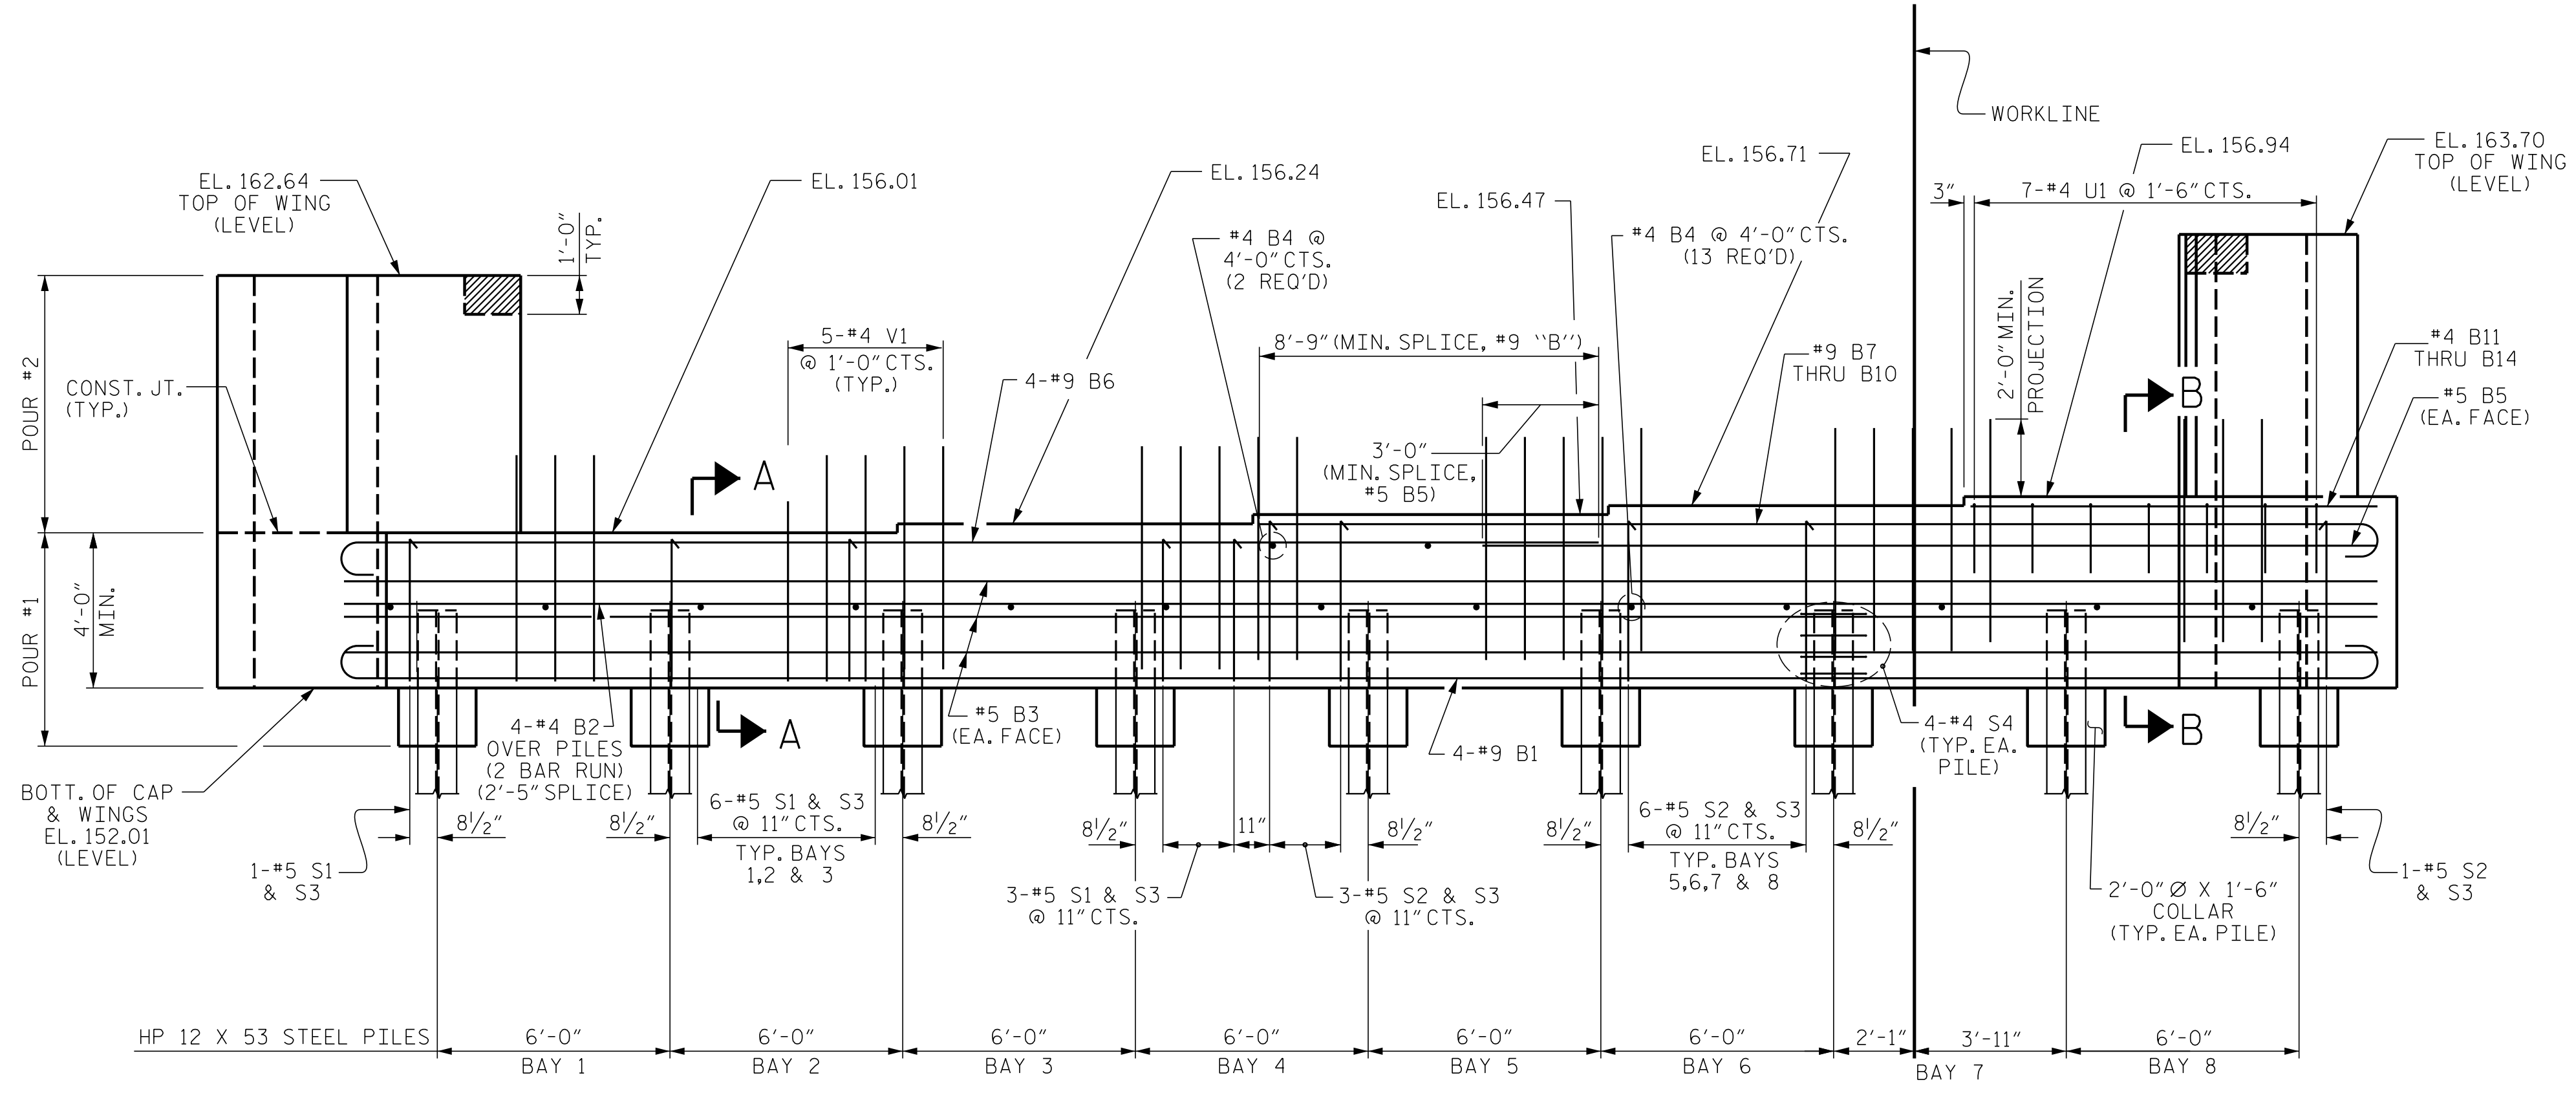 WORKLINE
EL. 162.64
TOP OF WING
(LEVEL)
1'-0"
TYP.
EL. 156.01
EL. 156.24
EL. 156.47
EL. 156.71
EL. 156.94
EL. 163.70
TOP OF WING
(LEVEL)
3"
7-#4 U1 @ 1'-6" CTS.
#4 B4 @
4'-0" CTS.
(2 REQ'D)
#4 B4 @ 4'-0" CTS.
(13 REQ'D)
2'-0" MIN.
PROJECTION
POUR #2
CONST. JT.
(TYP.)
5-#4 V1
@ 1'-0" CTS.
(TYP.)
4-#9 B6
8'-9" (MIN. SPLICE, #9 ``B'')
#9 B7
THRU B10
#4 B11
THRU B14
#5 B5
(EA. FACE)
B
3'-0"
(MIN. SPLICE,
#5 B5)
A
POUR #1
4'-0"
MIN.
4-#4 B2
OVER PILES
(2 BAR RUN)
(2'-5" SPLICE)
A
#5 B3
(EA. FACE)
4-#9 B1
4-#4 S4
(TYP. EA.
PILE)
B
BOTT. OF CAP
& WINGS
EL. 152.01
(LEVEL)
8½"
8½"
6-#5 S1 & S3
@ 11" CTS.
TYP. BAYS
1,2 & 3
8½"
8½"
11"
8½"
8½"
6-#5 S2 & S3
@ 11" CTS.
TYP. BAYS
5,6,7 & 8
8½"
8½"
1-#5 S1
& S3
3-#5 S1 & S3
@ 11" CTS.
3-#5 S2 & S3
@ 11" CTS.
2'-0" Ø X 1'-6"
COLLAR
(TYP. EA. PILE)
1-#5 S2
& S3
HP 12 X 53 STEEL PILES
6'-0"
6'-0"
6'-0"
6'-0"
6'-0"
6'-0"
2'-1"
3'-11"
6'-0"
BAY 1
BAY 2
BAY 3
BAY 4
BAY 5
BAY 6
BAY 7
BAY 8